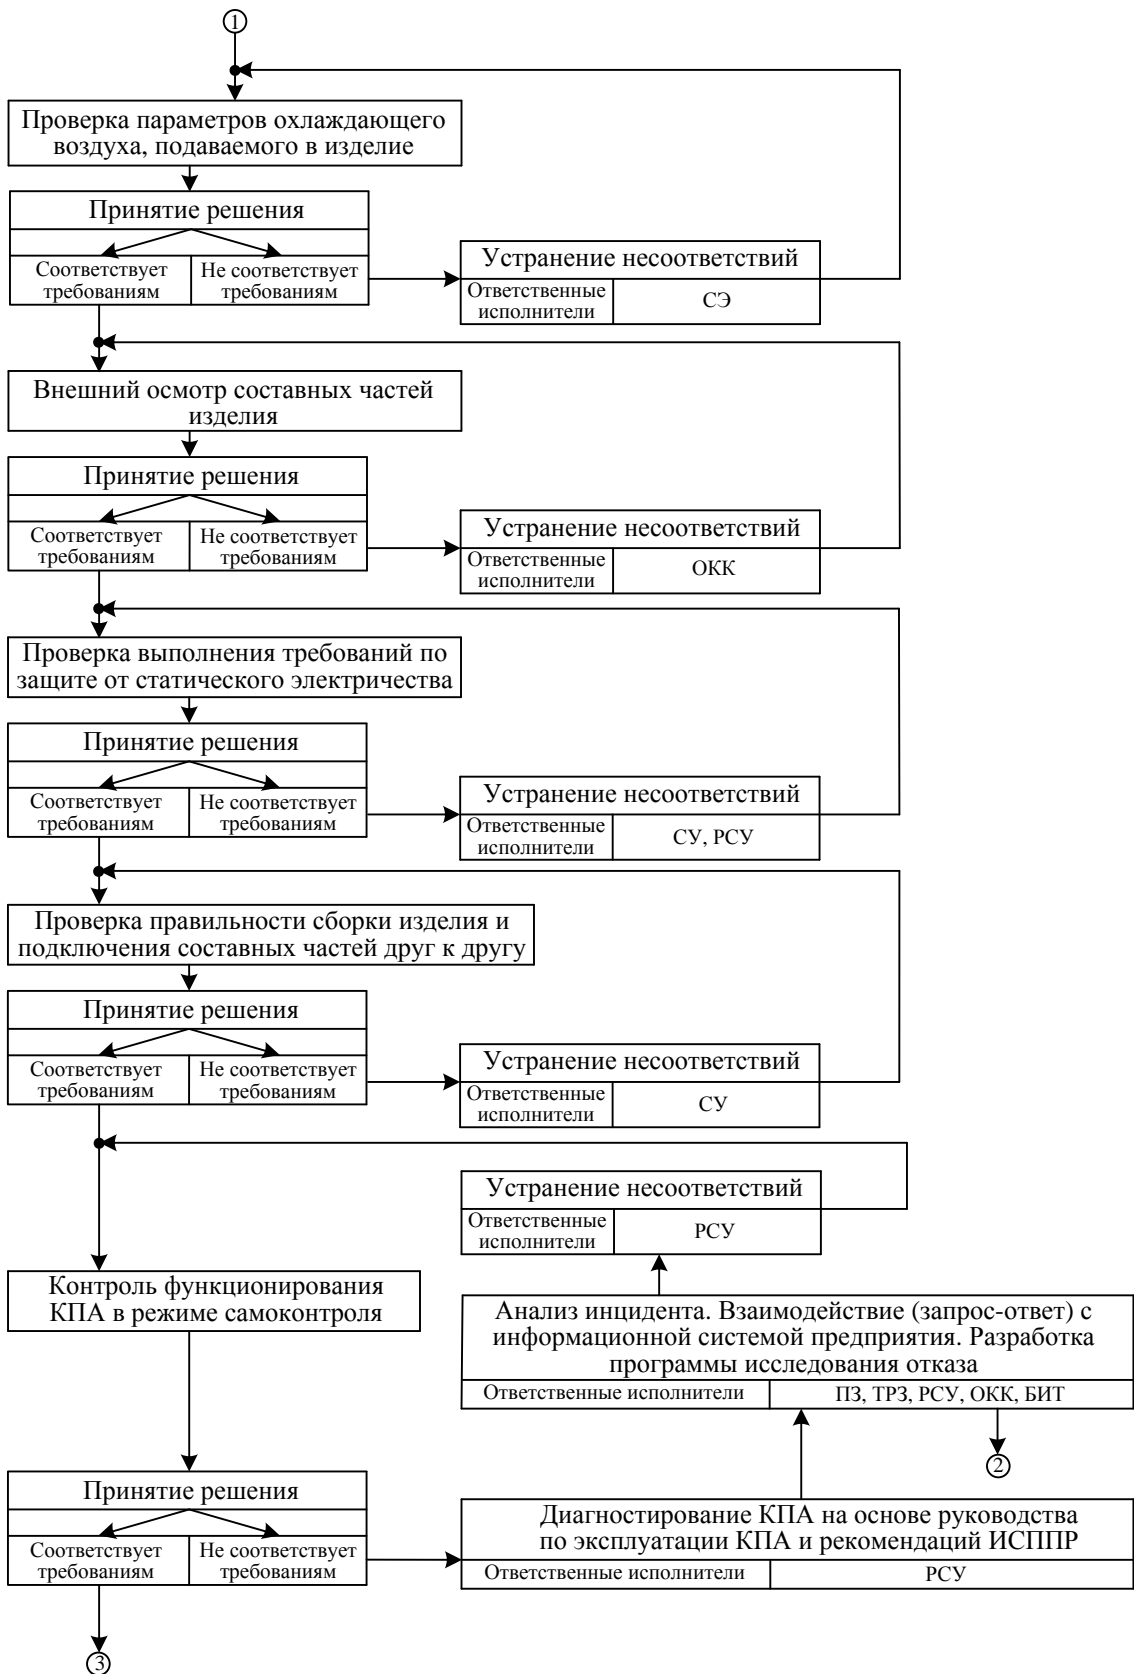 1
Проверка параметров охлаждающего
воздуха, подаваемого в изделие
Принятие решения
Соответствует
требованиям
Не соответствует
требованиям
Устранение несоответствий
Ответственные
исполнители
СЭ
Внешний осмотр составных частей
изделия
Принятие решения
Соответствует
требованиям
Не соответствует
требованиям
Устранение несоответствий
Ответственные
исполнители
ОКК
Проверка выполнения требований по
защите от статического электричества
Принятие решения
Соответствует
требованиям
Не соответствует
требованиям
Устранение несоответствий
Ответственные
исполнители
СУ, РСУ
Проверка правильности сборки изделия и
подключения составных частей друг к другу
Принятие решения
Соответствует
требованиям
Не соответствует
требованиям
Устранение несоответствий
Ответственные
исполнители
СУ
Устранение несоответствий
Ответственные
исполнители
РСУ
Контроль функционирования
КПА в режиме самоконтроля
Анализ инцидента. Взаимодействие (запрос-ответ) с
информационной системой предприятия. Разработка
программы исследования отказа
Ответственные исполнители
ПЗ, ТРЗ, РСУ, ОКК, БИТ
2
Принятие решения
Соответствует
требованиям
Не соответствует
требованиям
Диагностирование КПА на основе руководства
по эксплуатации КПА и рекомендаций ИСППР
Ответственные исполнители
РСУ
3